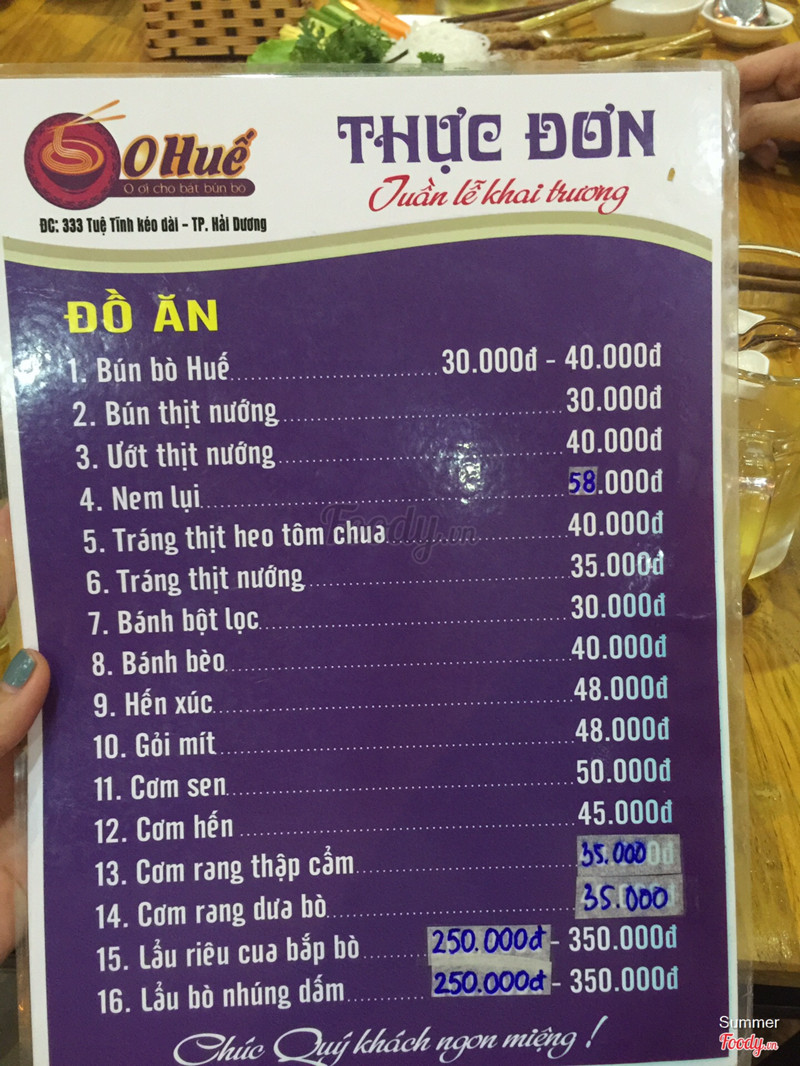 O Huế
O ơi cho bát bún bò
ĐC: 333 Tuệ Tĩnh kéo dài - TP. Hải Dương
THỰC ĐƠN
Tuần lễ khai trương
ĐỒ ĂN
1. Bún bò Huế 30.000đ - 40.000đ
2. Bún thịt nướng 30.000đ
3. Ướt thịt nướng 40.000đ
4. Nem lụi 58.000đ
5. Tráng thịt heo tôm chua 40.000đ
6. Tráng thịt nướng 35.000đ
7. Bánh bột lọc 30.000đ
8. Bánh bèo 40.000đ
9. Hến xúc 48.000đ
10. Gỏi mít 48.000đ
11. Cơm sen 50.000đ
12. Cơm hến 45.000đ
13. Cơm rang thập cẩm 35.000đ
14. Cơm rang dưa bò 35.000
15. Lẩu riêu cua bắp bò 250.000đ - 350.000đ
16. Lẩu bò nhúng dấm 250.000đ - 350.000đ
Chúc Quý khách ngon miệng !
Foody.vn
Summer
Foody.vn